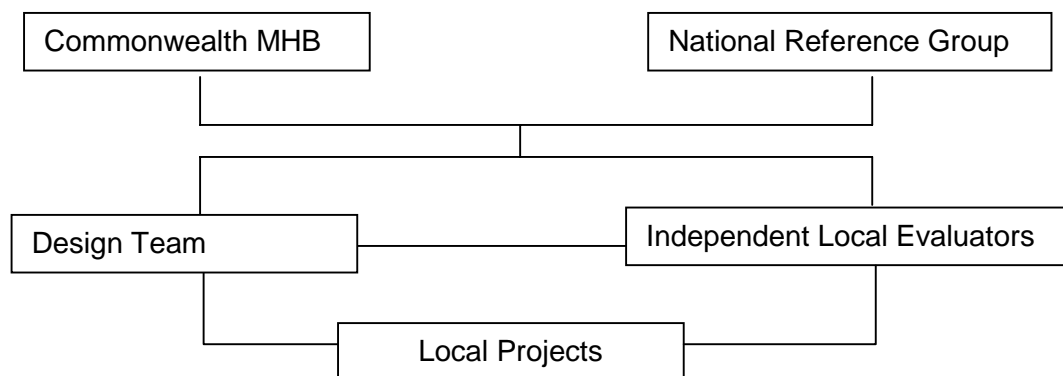 Commonwealth MHB
National Reference Group
Design Team
Independent Local Evaluators
Local Projects